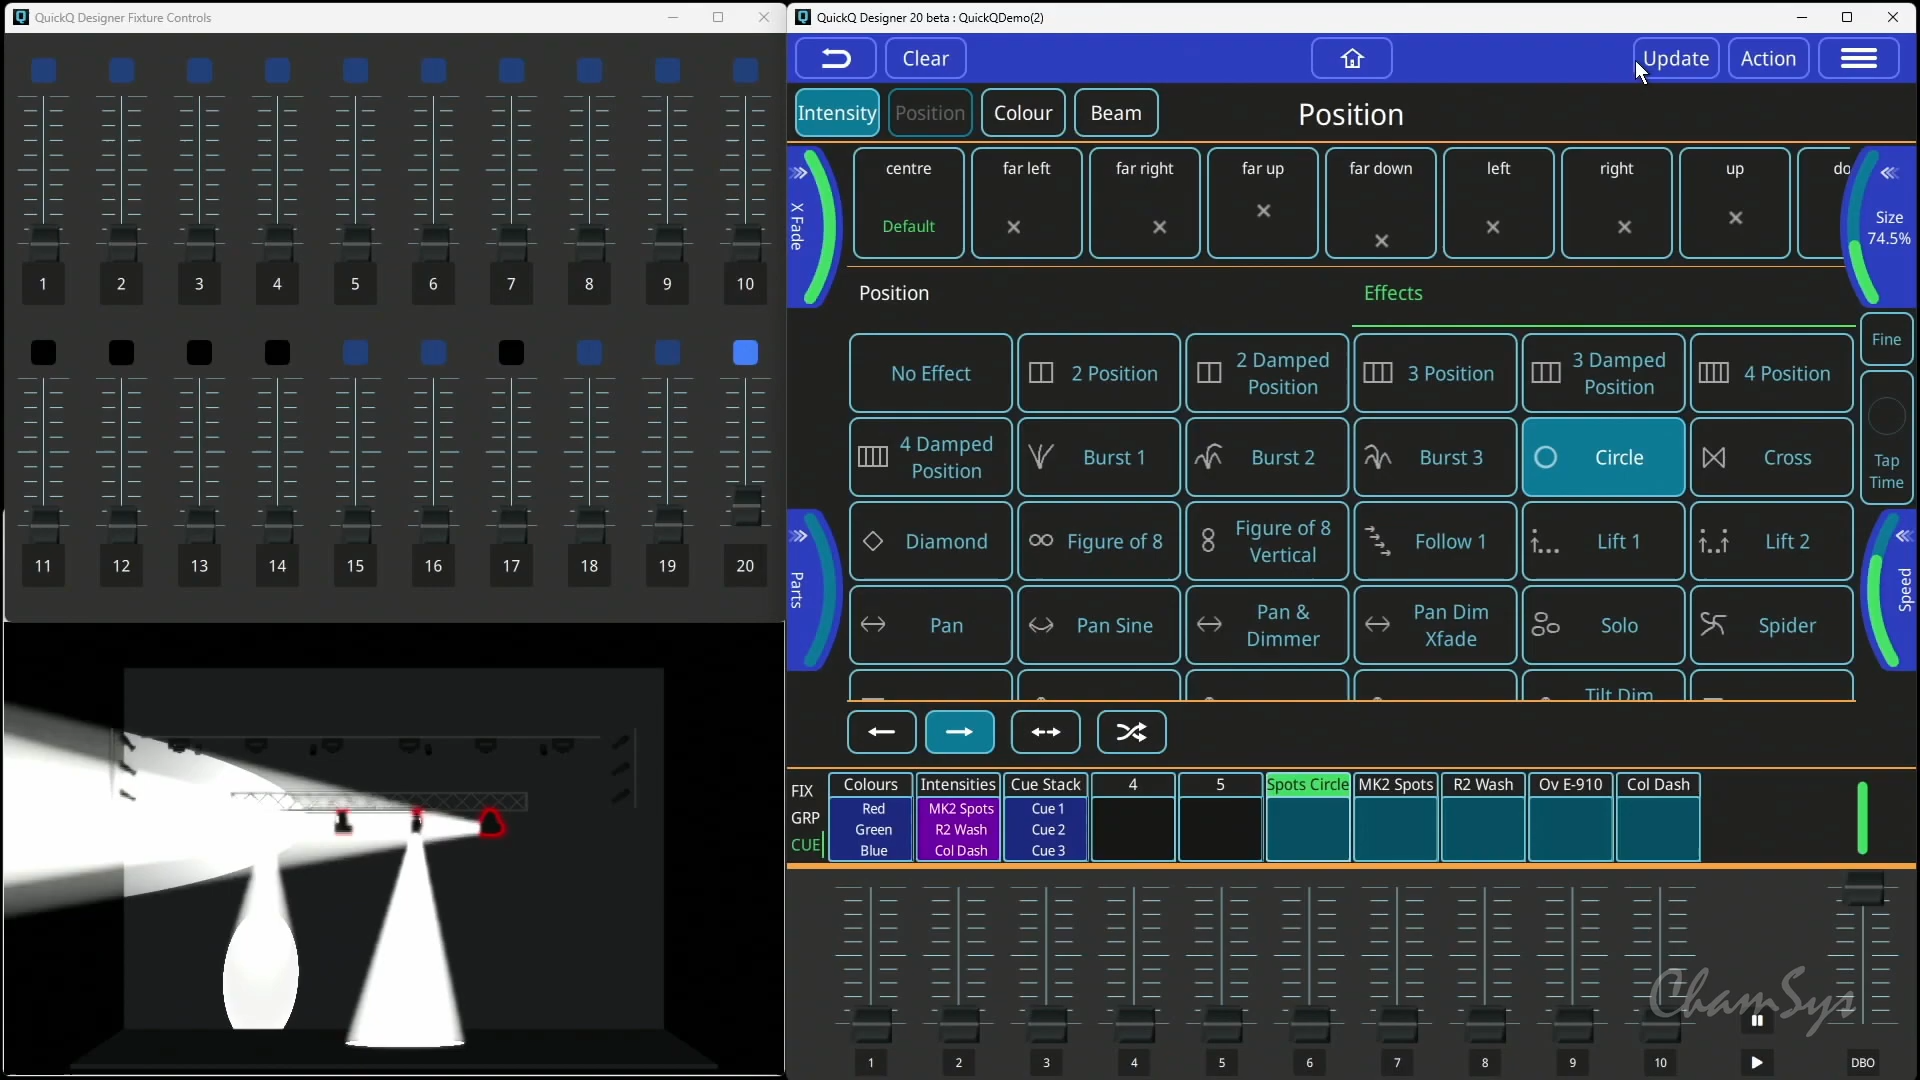 QuickQ Designer Fixture Controls
1 2 3 4 5 6 7 8 9 10
11 12 13 14 15 16 17 18 19 20
QuickQ Designer 20 beta : QuickQDemo(2)
Clear Update Action
Intensity Position Colour Beam Position
X Fade
centre far left far right far up far down left right up do
Default
Size
74.5%
Position Effects
Fine
No Effect 2 Position 2 Damped Position 3 Position 3 Damped Position 4 Position
4 Damped Position Burst 1 Burst 2 Burst 3 Circle Cross
Tap
Time
Diamond Figure of 8 Figure of 8 Vertical Follow 1 Lift 1 Lift 2
Parts
Speed
Pan Pan Sine Pan & Dimmer Pan Dim Xfade Solo Spider
Tilt Dim
FIX Colours Intensities Cue Stack 4 5 Spots Circle MK2 Spots R2 Wash Ov E-910 Col Dash
GRP Red MK2 Spots Cue 1
Green R2 Wash Cue 2
CUE Blue Col Dash Cue 3
ChamSys
1 2 3 4 5 6 7 8 9 10 DBO